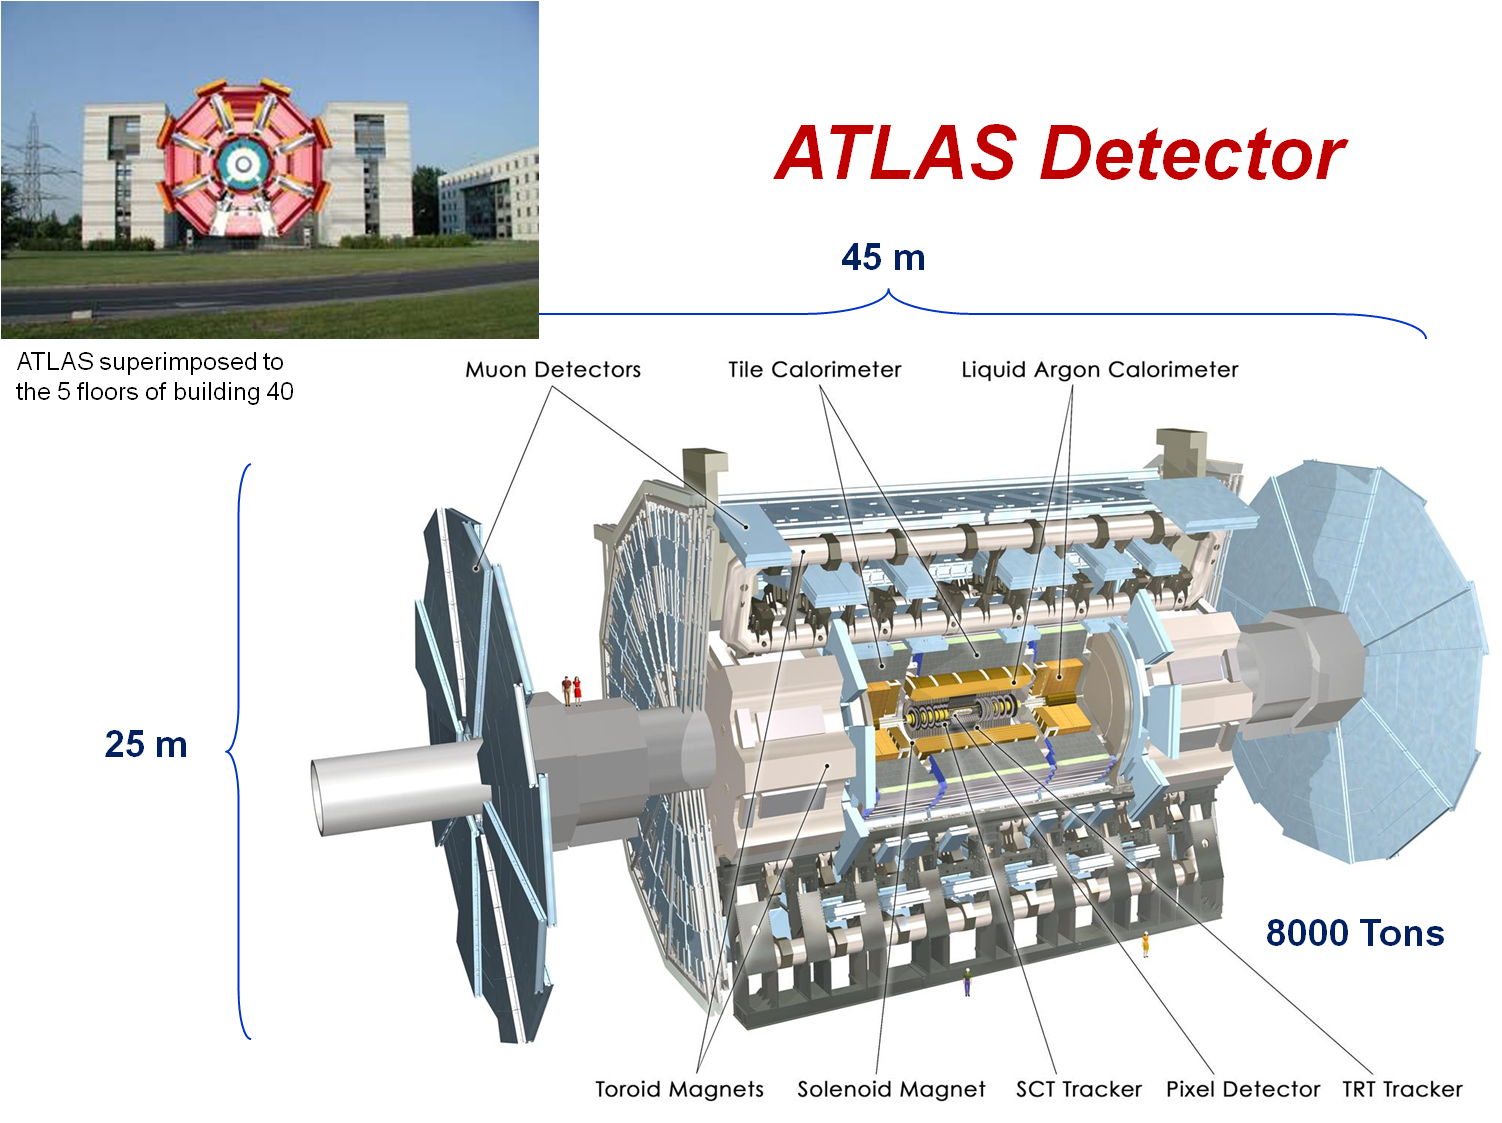 ATLAS Detector
45 m
ATLAS superimposed to
the 5 floors of building 40
Muon Detectors
Tile Calorimeter
Liquid Argon Calorimeter
25 m
8000 Tons
Toroid Magnets
Solenoid Magnet
SCT Tracker
Pixel Detector
TRT Tracker